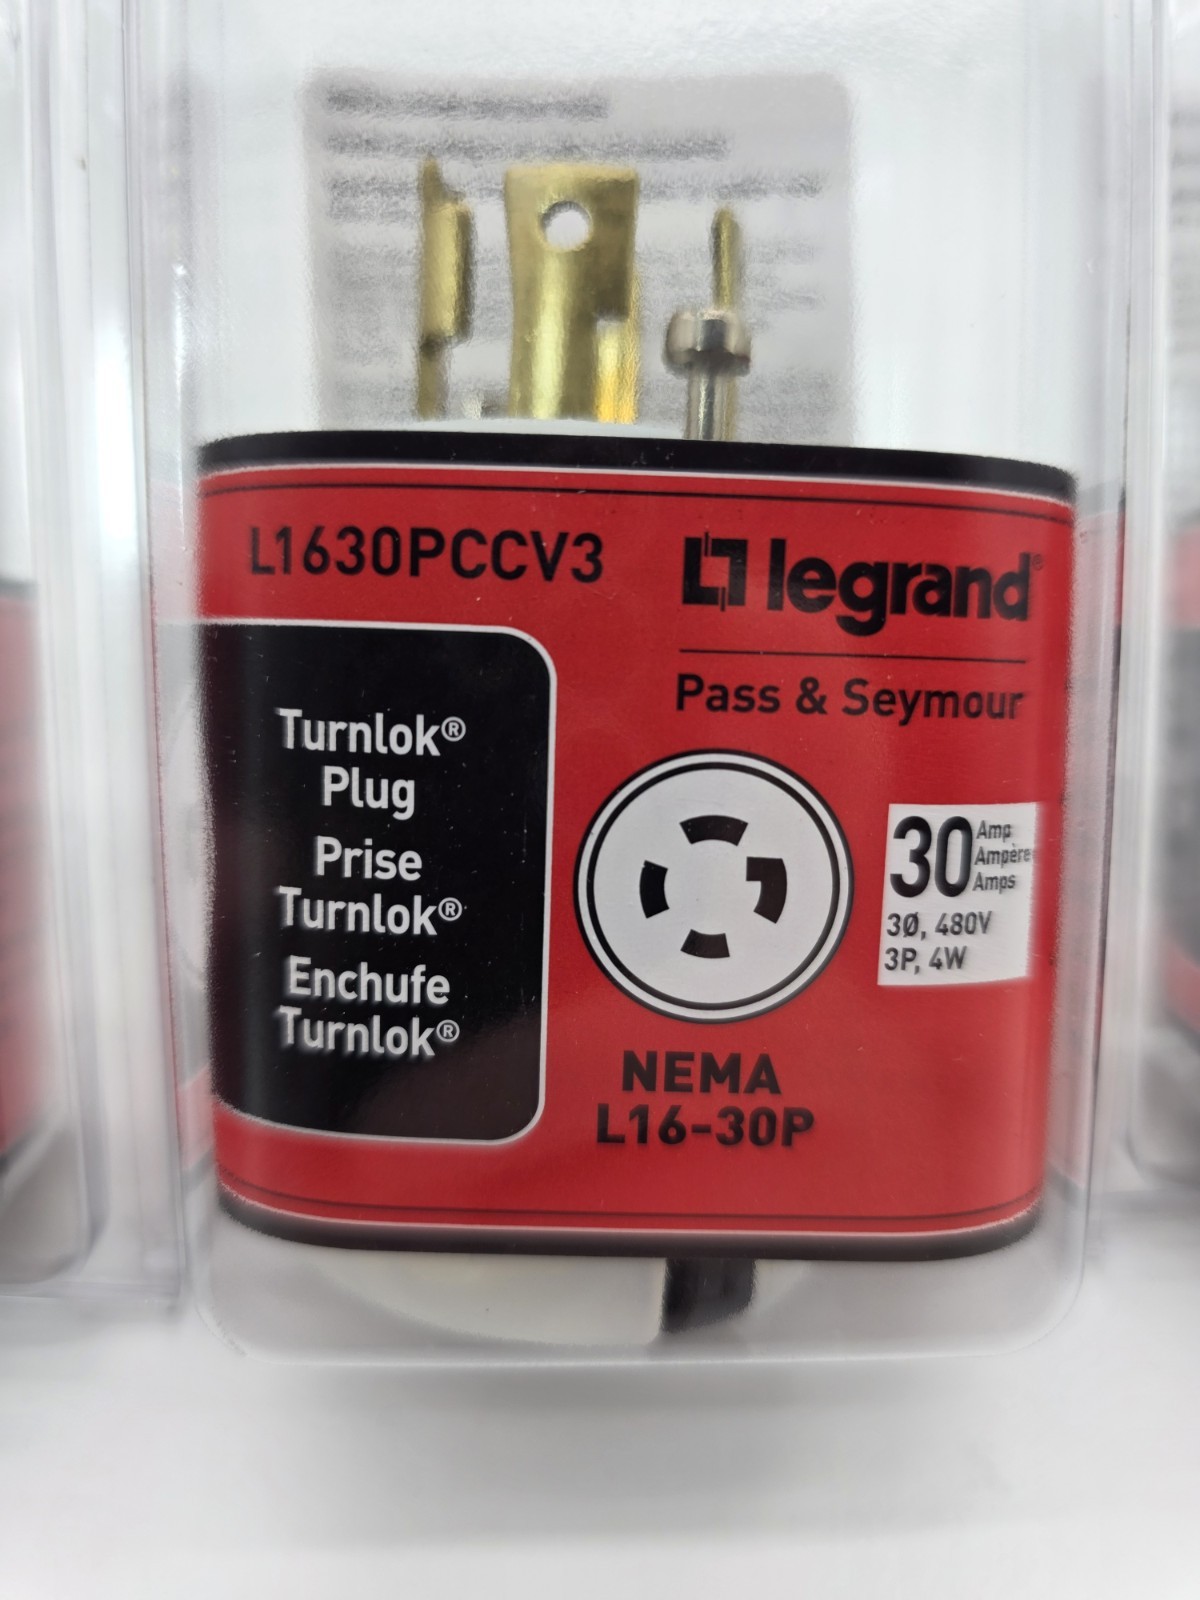 L1630PCCV3
legrand®
Pass & Seymour
Turnlok®
Plug
Prise
Turnlok®
Enchufe
Turnlok®
30 Amp
Ampère
Amps
3Ø, 480V
3P, 4W
NEMA
L16-30P